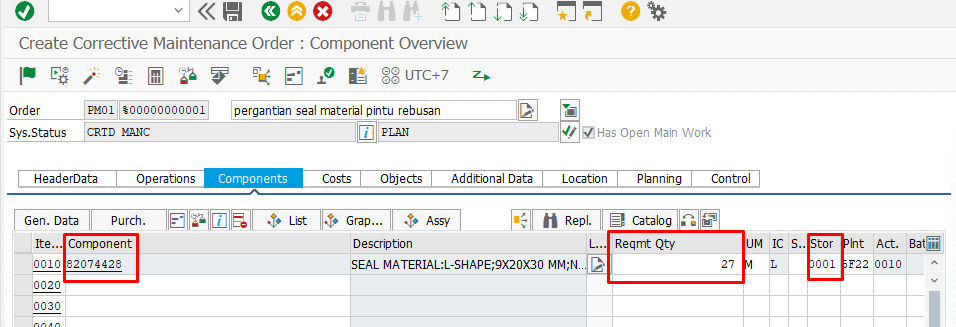 Create Corrective Maintenance Order : Component Overview
UTC+7
Order PM01 %00000000001 pergantian seal material pintu rebusan
Sys.Status CRTD MANC PLAN Has Open Main Work
HeaderData Operations Components Costs Objects Additional Data Location Planning Control
Gen. Data Purch. List Grap... Assy Repl. Catalog
Ite... Component Description L... Reqmt Qty UM IC S... Stor Plnt Act. Bat
0010 82074428 SEAL MATERIAL:L-SHAPE;9X20X30 MM;N... 27 M L 0001 5F22 0010
0020
0030
0040